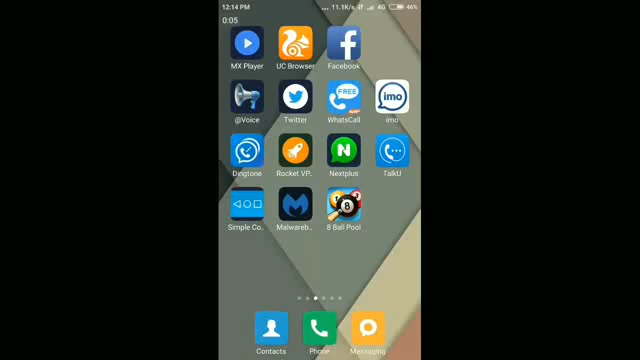 12:14 PM ... 11.1K/s 4G 46%
0:05
MX Player UC Browser Facebook
FREE imo
@Voice Twitter WhatsCall imo
N
Dingtone Rocket VP.. Nextplus TalkU
8
Simple Co.. Malwareb.. 8 Ball Pool
Contacts Phone Messaging